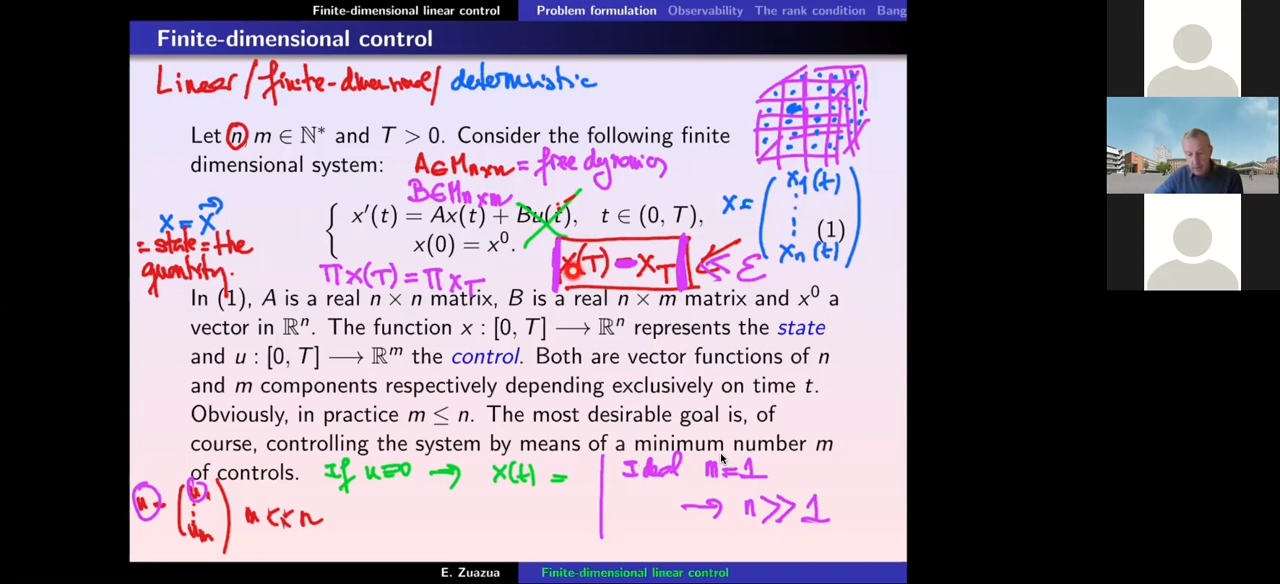 Finite-dimensional linear control
Problem formulation Observability The rank condition Bang
Finite-dimensional control
Linear/finite-dimensional/deterministic
Let n m ∈ ℕ* and T > 0. Consider the following finite
dimensional system:
A∈M n×n = free dynamics
B∈M n×m
x′(t) = Ax(t) + Bu(t), t ∈ (0, T),
x(0) = x⁰.
(1)
x = (x₁(t) ⋮ xₙ(t))
x = x⃗
= state = the
quantity.
Π x(T) = Π x_T
|x(T) − x_T| ≤ ε
In (1), A is a real n × n matrix, B is a real n × m matrix and x⁰ a
vector in ℝⁿ. The function x : [0, T] ⟶ ℝⁿ represents the state
and u : [0, T] ⟶ ℝᵐ the control. Both are vector functions of n
and m components respectively depending exclusively on time t.
Obviously, in practice m ≤ n. The most desirable goal is, of
course, controlling the system by means of a minimum number m
of controls.
If u≡0 → x(t) =
Ideal m=1
→ n≫1
u = (u₁ ⋮ uₘ) m<<n
E. Zuazua
Finite-dimensional linear control